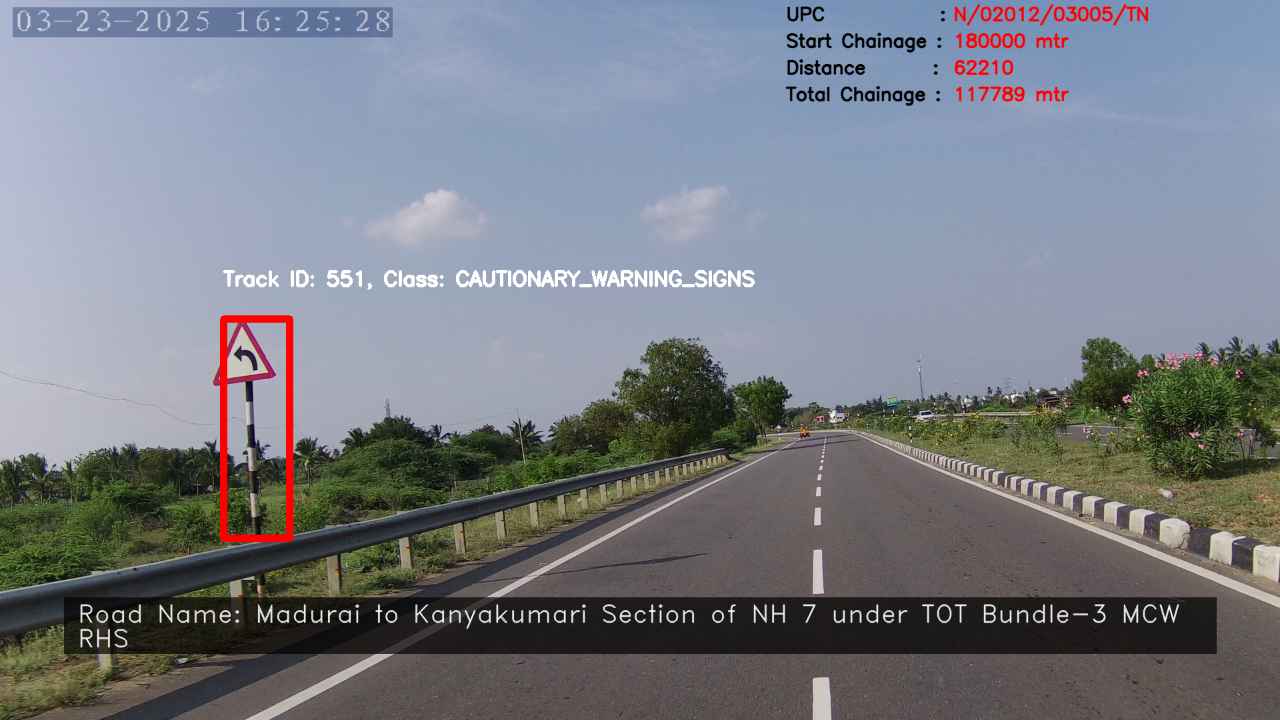 03-23-2025 16:25:28
UPC : N/02012/03005/TN
Start Chainage : 180000 mtr
Distance : 62210
Total Chainage : 117789 mtr
Track ID: 551, Class: CAUTIONARY_WARNING_SIGNS
Road Name: Madurai to Kanyakumari Section of NH 7 under TOT Bundle-3 MCW
RHS